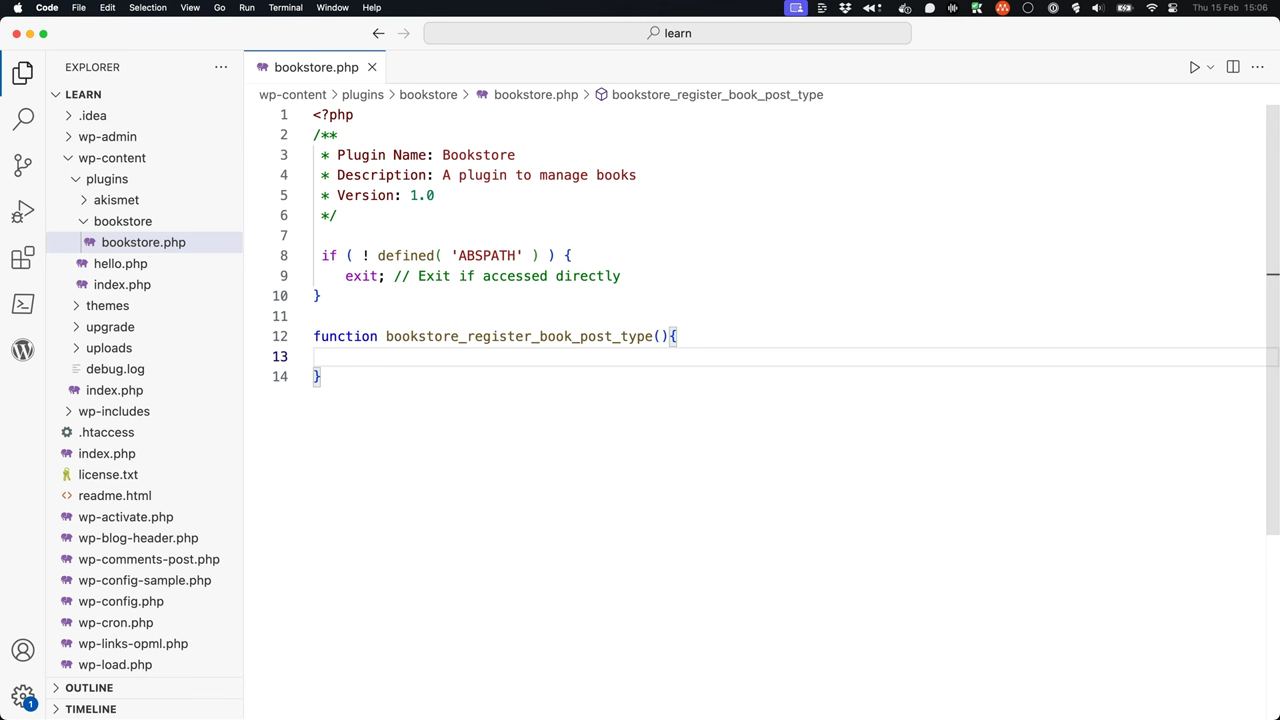 Code File Edit Selection View Go Run Terminal Window Help
Thu 15 Feb 15:06
learn
EXPLORER
LEARN
.idea
wp-admin
wp-content
plugins
akismet
bookstore
bookstore.php
hello.php
index.php
themes
upgrade
uploads
debug.log
index.php
wp-includes
.htaccess
index.php
license.txt
readme.html
wp-activate.php
wp-blog-header.php
wp-comments-post.php
wp-config-sample.php
wp-config.php
wp-cron.php
wp-links-opml.php
wp-load.php
OUTLINE
TIMELINE
1
bookstore.php
wp-content > plugins > bookstore > bookstore.php > bookstore_register_book_post_type
1 <?php
2 /**
3 * Plugin Name: Bookstore
4 * Description: A plugin to manage books
5 * Version: 1.0
6 */
7
8 if ( ! defined( 'ABSPATH' ) ) {
9 exit; // Exit if accessed directly
10 }
11
12 function bookstore_register_book_post_type(){
13
14 }